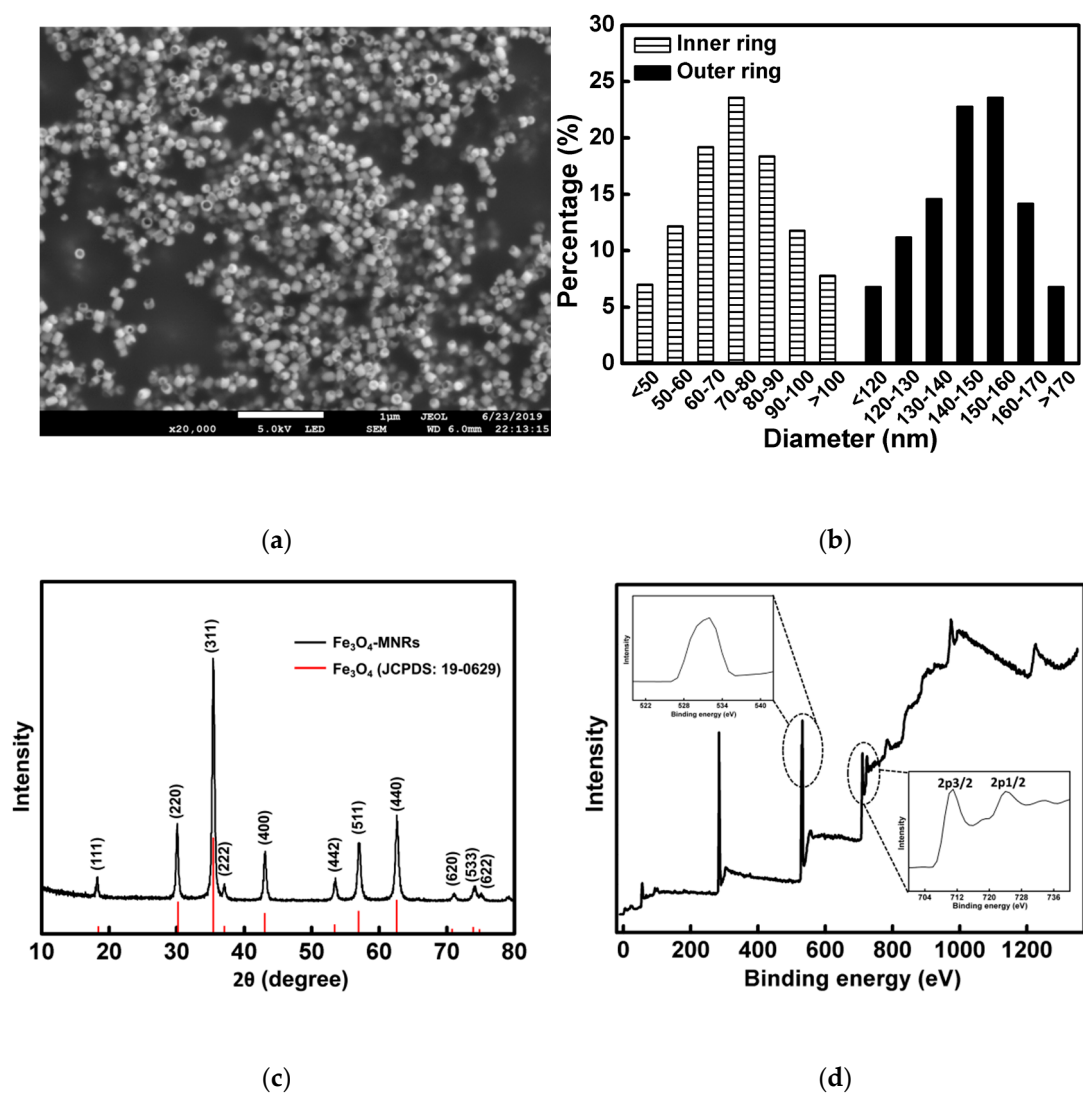 1μm JEOL 6/23/2019
x20,000 5.0kV LED SEM WD 6.0mm 22:13:15
(a)
30
25
20
15
10
5
0
Percentage (%)
Inner ring
Outer ring
<50
50-60
60-70
70-80
80-90
90-100
>100
<120
120-130
130-140
140-150
150-160
160-170
>170
Diameter (nm)
(b)
Intensity
(111)
(220)
(311)
(222)
(400)
(442)
(511)
(440)
(620)
(533)
(622)
Fe₃O₄-MNRs
Fe₃O₄ (JCPDS: 19-0629)
10 20 30 40 50 60 70 80
2θ (degree)
(c)
Intensity
Intensity
522 528 534 540
Binding energy (eV)
2p3/2 2p1/2
Intensity
704 712 720 728 736
Binding energy (eV)
0 200 400 600 800 1000 1200
Binding energy (eV)
(d)